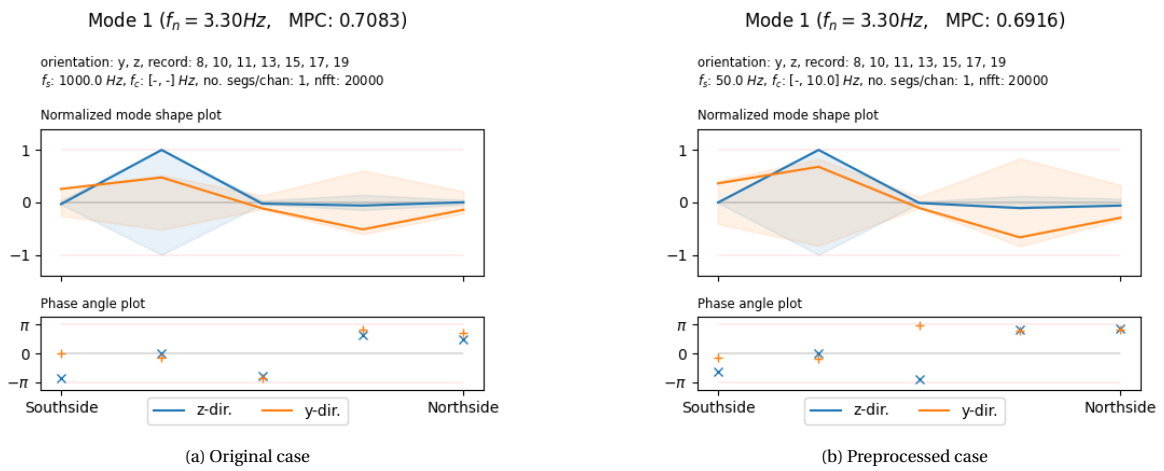 Mode 1 (fn = 3.30Hz, MPC: 0.7083)
orientation: y, z, record: 8, 10, 11, 13, 15, 17, 19
fs: 1000.0 Hz, fc: [-, -] Hz, no. segs/chan: 1, nfft: 20000
Normalized mode shape plot
1
0
−1
Phase angle plot
π
0
−π
Southside
Northside
z-dir.
y-dir.
(a) Original case
Mode 1 (fn = 3.30Hz, MPC: 0.6916)
orientation: y, z, record: 8, 10, 11, 13, 15, 17, 19
fs: 50.0 Hz, fc: [-, 10.0] Hz, no. segs/chan: 1, nfft: 20000
Normalized mode shape plot
1
0
−1
Phase angle plot
π
0
−π
Southside
Northside
z-dir.
y-dir.
(b) Preprocessed case